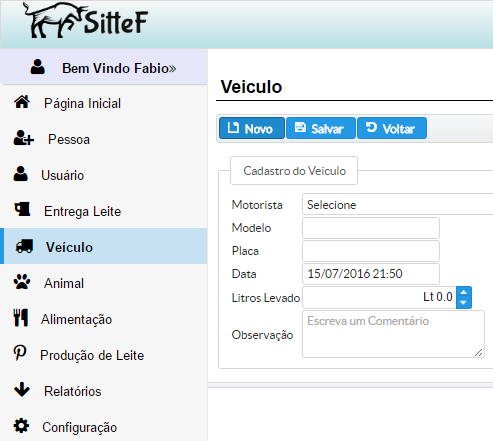 SitteF
Bem Vindo Fabio»
Página Inicial
Pessoa
Usuário
Entrega Leite
Veículo
Animal
Alimentação
Produção de Leite
Relatórios
Configuração
Veiculo
Novo Salvar Voltar
Cadastro do Veiculo
Motorista Selecione
Modelo
Placa
Data 15/07/2016 21:50
Litros Levado Lt 0.0
Observação Escreva um Comentário